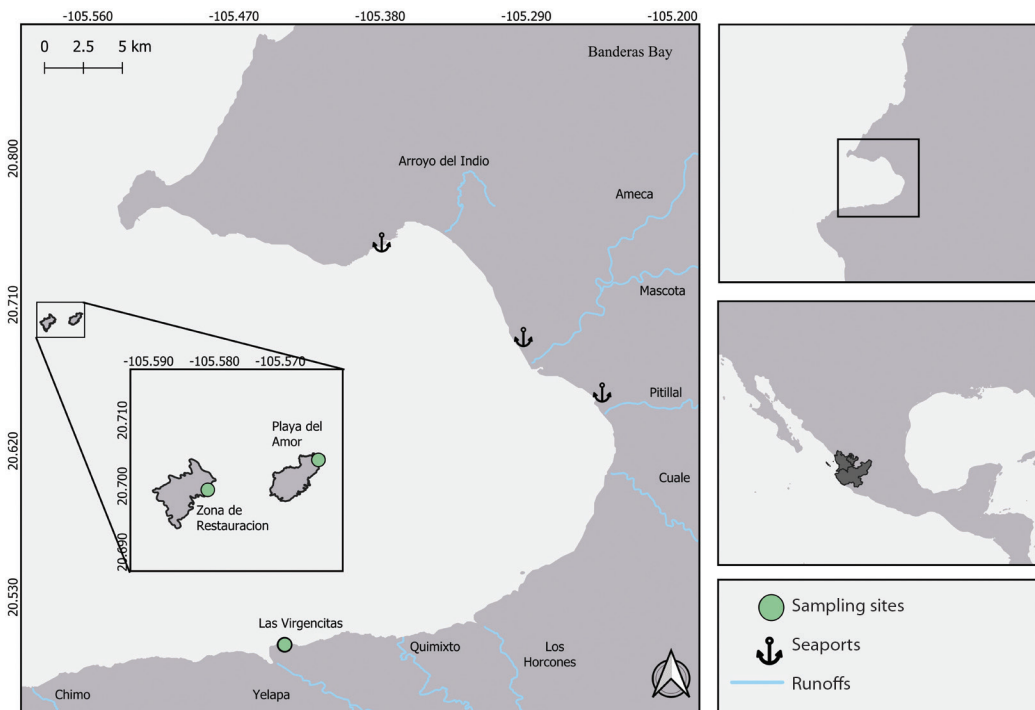 -105.560
-105.470
-105.380
-105.290
-105.200
0 2.5 5 km
Banderas Bay
20.800
20.710
20.620
20.530
Arroyo del Indio
Ameca
Mascota
Pitillal
Cuale
-105.590
-105.580
-105.570
20.710
20.700
20.690
Playa del
Amor
Zona de
Restauracion
Las Virgencitas
Quimixto
Los
Horcones
Chimo
Yelapa
Sampling sites
Seaports
Runoffs